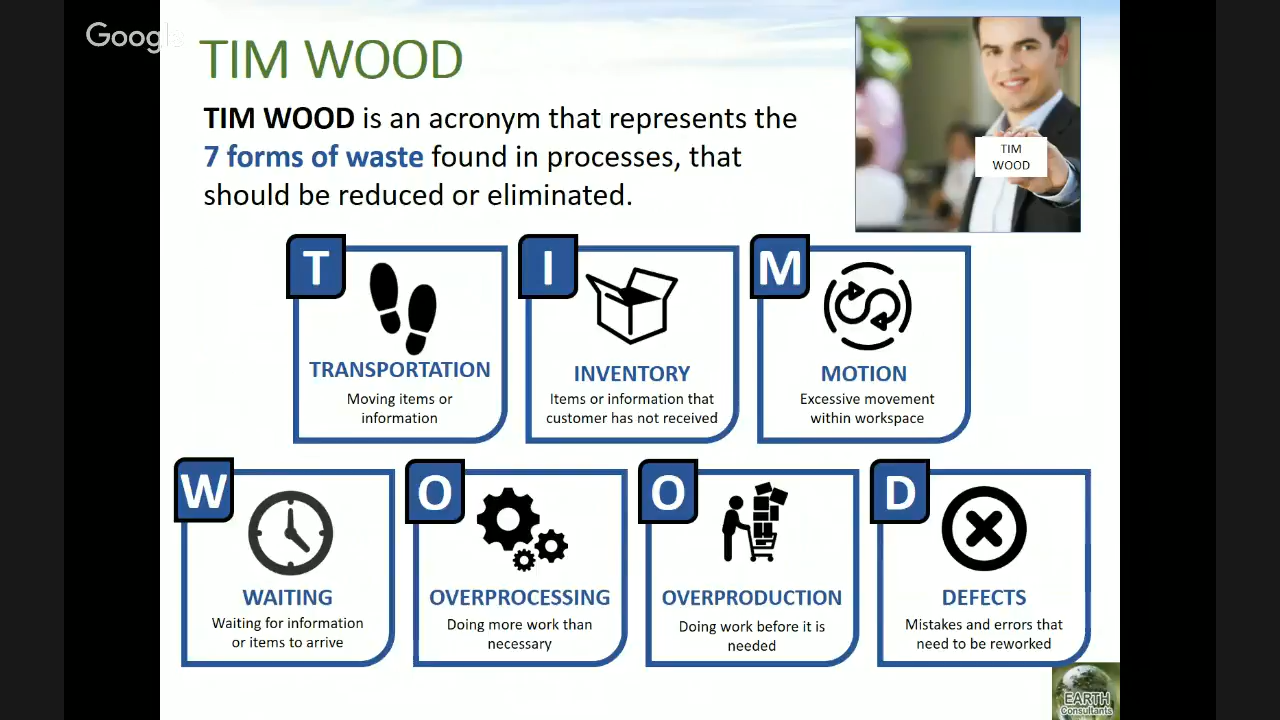 Google
TIM WOOD
TIM WOOD is an acronym that represents the
7 forms of waste found in processes, that
should be reduced or eliminated.
TIM
WOOD
T
TRANSPORTATION
Moving items or
information
I
INVENTORY
Items or information that
customer has not received
M
MOTION
Excessive movement
within workspace
W
WAITING
Waiting for information
or items to arrive
O
OVERPROCESSING
Doing more work than
necessary
O
OVERPRODUCTION
Doing work before it is
needed
D
DEFECTS
Mistakes and errors that
need to be reworked
EARTH
Consultants